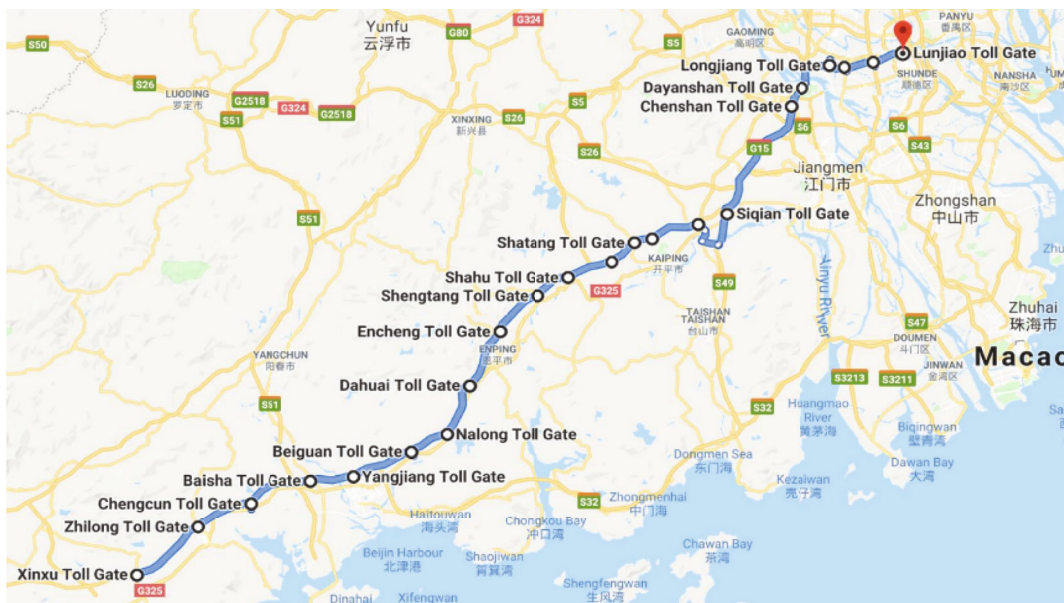 Yunfu
云浮市
G324
G80
S5
S50
GAOMING
高明区
PANYU
番禺区
Longjiang Toll Gate
Lunjiao Toll Gate
SHUNDE
顺德区
NANSHA
南沙区
S26
LUODING
罗定市
G2518
G324
G2518
S51
S5
Dayanshan Toll Gate
Chenshan Toll Gate
XINXING
新兴县
S26
S6
S6
S43
S26
G15
Jiangmen
江门市
Zhongshan
中山市
S51
Siqian Toll Gate
Shatang Toll Gate
KAIPING
开平市
Shahu Toll Gate
G325
S49
Shengtang Toll Gate
TAISHAN
TAISHAN
台山市
Yinyu River
Zhuhai
珠海市
Encheng Toll Gate
S47
DOUMEN
斗门区
YANGCHUN
阳春市
ENPING
恩平市
Macao
JINWAN
金湾区
Dahuai Toll Gate
S3213
S3211
S51
S32
Huangmao
River
黄茅海
Biqingwan
壁青湾
Nalong Toll Gate
Beiguan Toll Gate
Dongmen Sea
东门海
Dawan Bay
大湾
Baisha Toll Gate
Yangjiang Toll Gate
Kezaiwan
壳仔湾
Chengcun Toll Gate
Zhongmenhai
中门海
S32
Zhilong Toll Gate
Haitouwan
海头湾
Chongkou Bay
冲口湾
Chawan Bay
茶湾
Beijin Harbour
北津港
Shaojiwan
筲箕湾
Xinxu Toll Gate
G325
Shengfengwan
生风湾
Dinahai
Xifengwan